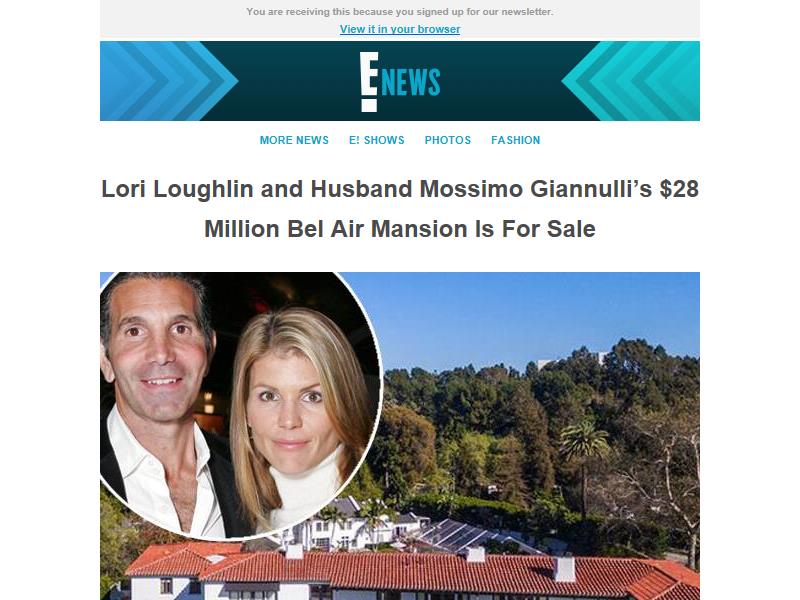 You are receiving this because you signed up for our newsletter.
View it in your browser
E! NEWS
MORE NEWS E! SHOWS PHOTOS FASHION
Lori Loughlin and Husband Mossimo Giannulli’s $28
Million Bel Air Mansion Is For Sale